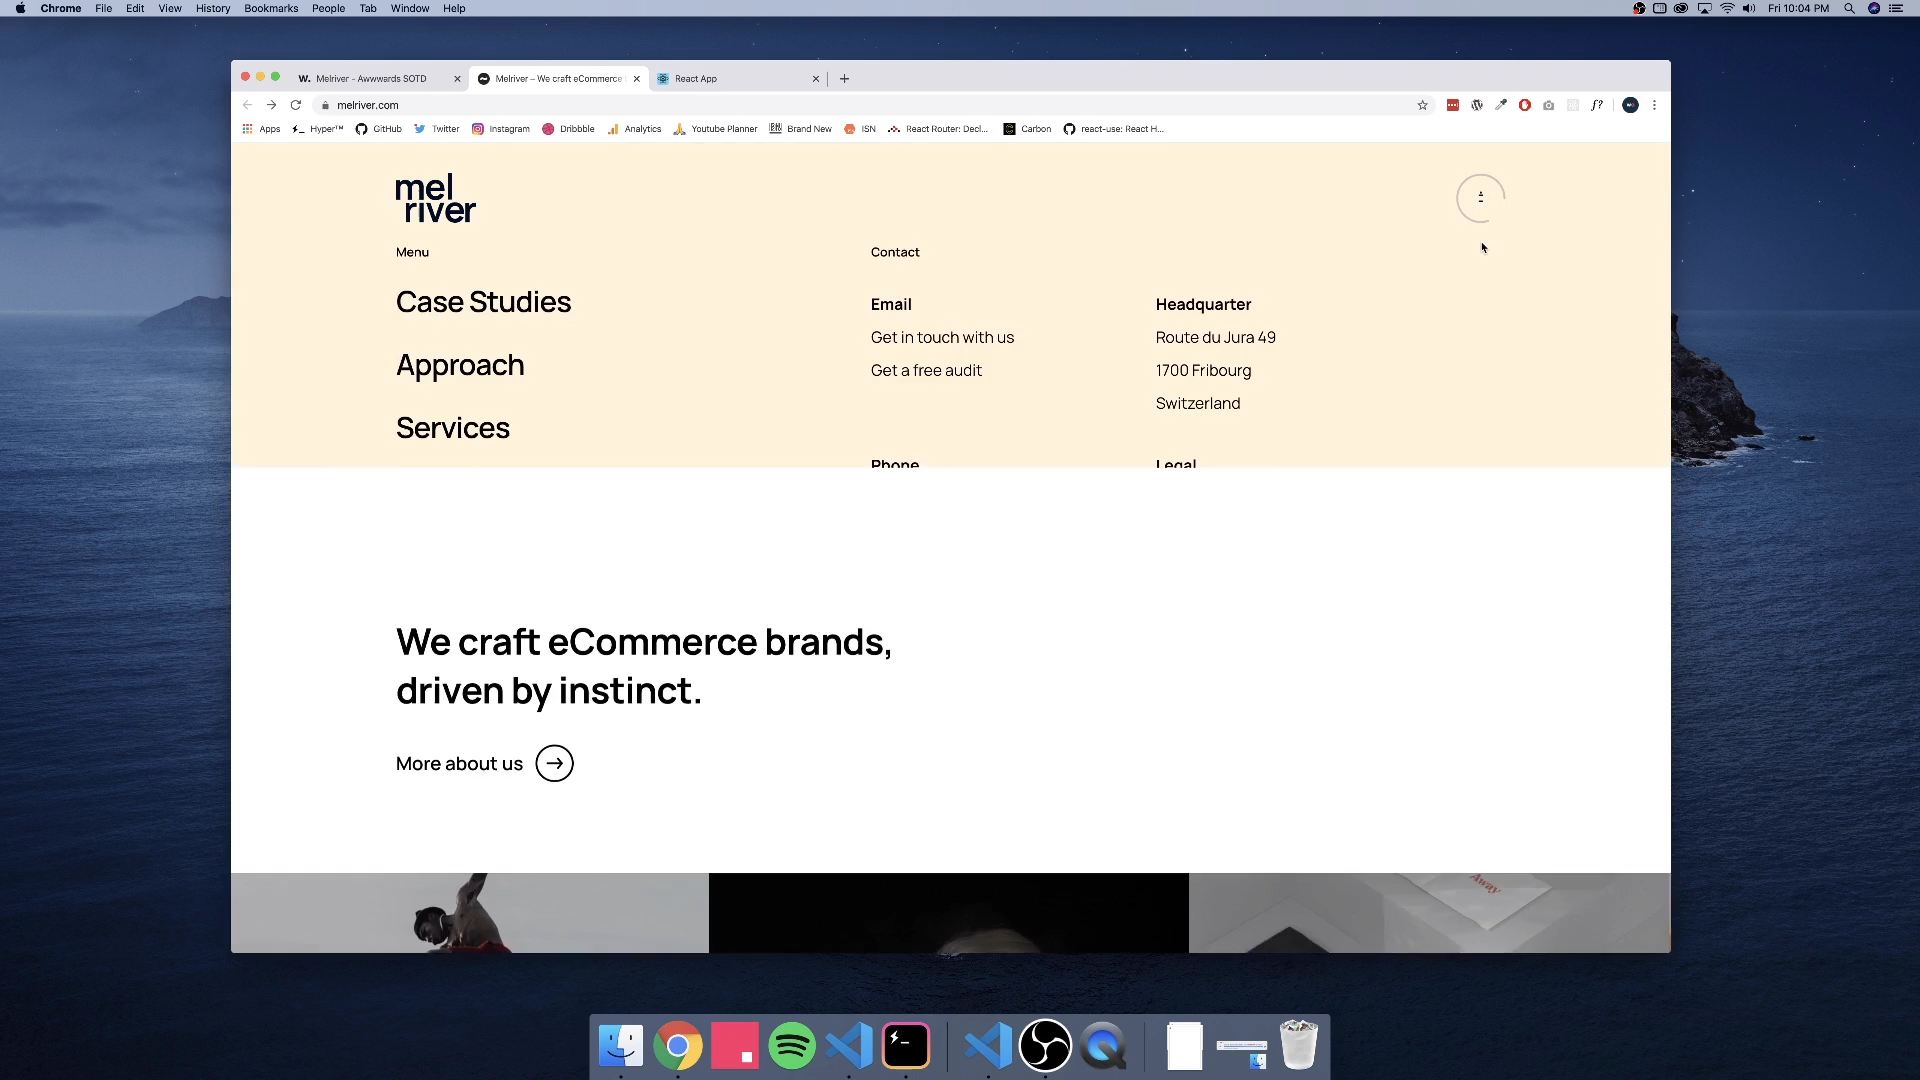 Chrome File Edit View History Bookmarks People Tab Window Help
Fri 10:04 PM
W. Melriver - Awwwards SOTD
Melriver – We craft eCommerce
React App
melriver.com
Apps
Hyper™
GitHub
Twitter
Instagram
Dribbble
Analytics
Youtube Planner
Brand New
ISN
React Router: Decl...
Carbon
react-use: React H...
mel
river
Menu
Contact
Case Studies
Approach
Services
Email
Get in touch with us
Get a free audit
Headquarter
Route du Jura 49
1700 Fribourg
Switzerland
Phone
Legal
We craft eCommerce brands,
driven by instinct.
More about us
Away